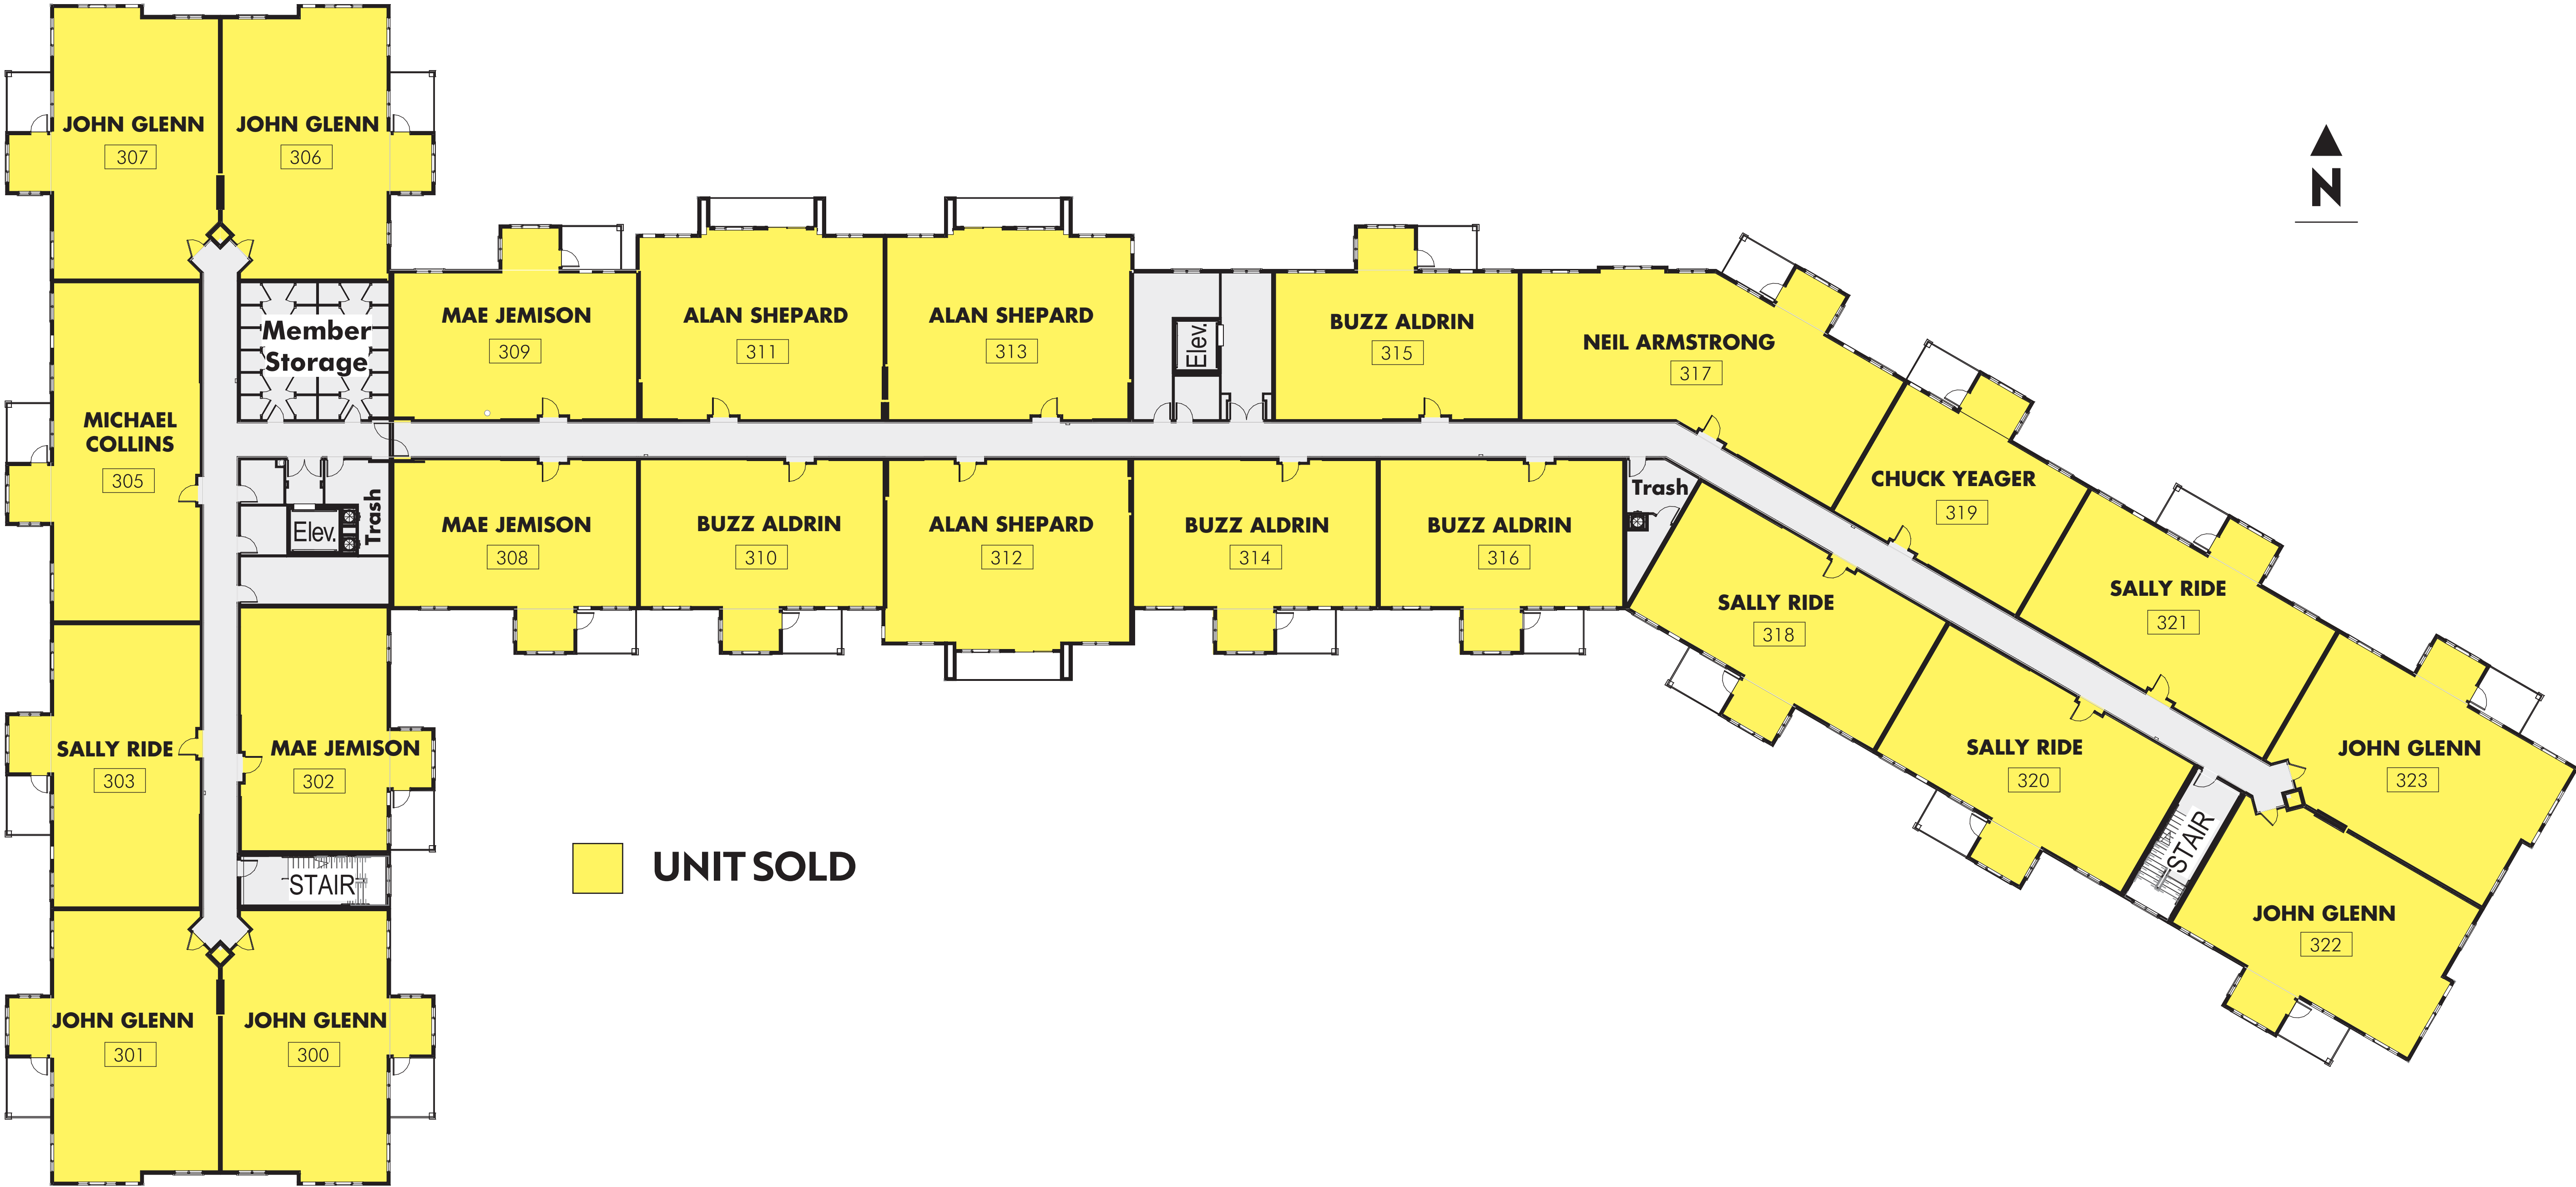 JOHN GLENN
307
JOHN GLENN
306
N
MAE JEMISON
309
ALAN SHEPARD
311
ALAN SHEPARD
313
Elev.
BUZZ ALDRIN
315
NEIL ARMSTRONG
317
Member
Storage
MICHAEL
COLLINS
305
CHUCK YEAGER
319
Elev.
Trash
MAE JEMISON
308
BUZZ ALDRIN
310
ALAN SHEPARD
312
BUZZ ALDRIN
314
BUZZ ALDRIN
316
Trash
SALLY RIDE
318
SALLY RIDE
321
SALLY RIDE
303
MAE JEMISON
302
SALLY RIDE
320
JOHN GLENN
323
STAIR
UNIT SOLD
STAIR
JOHN GLENN
322
JOHN GLENN
301
JOHN GLENN
300